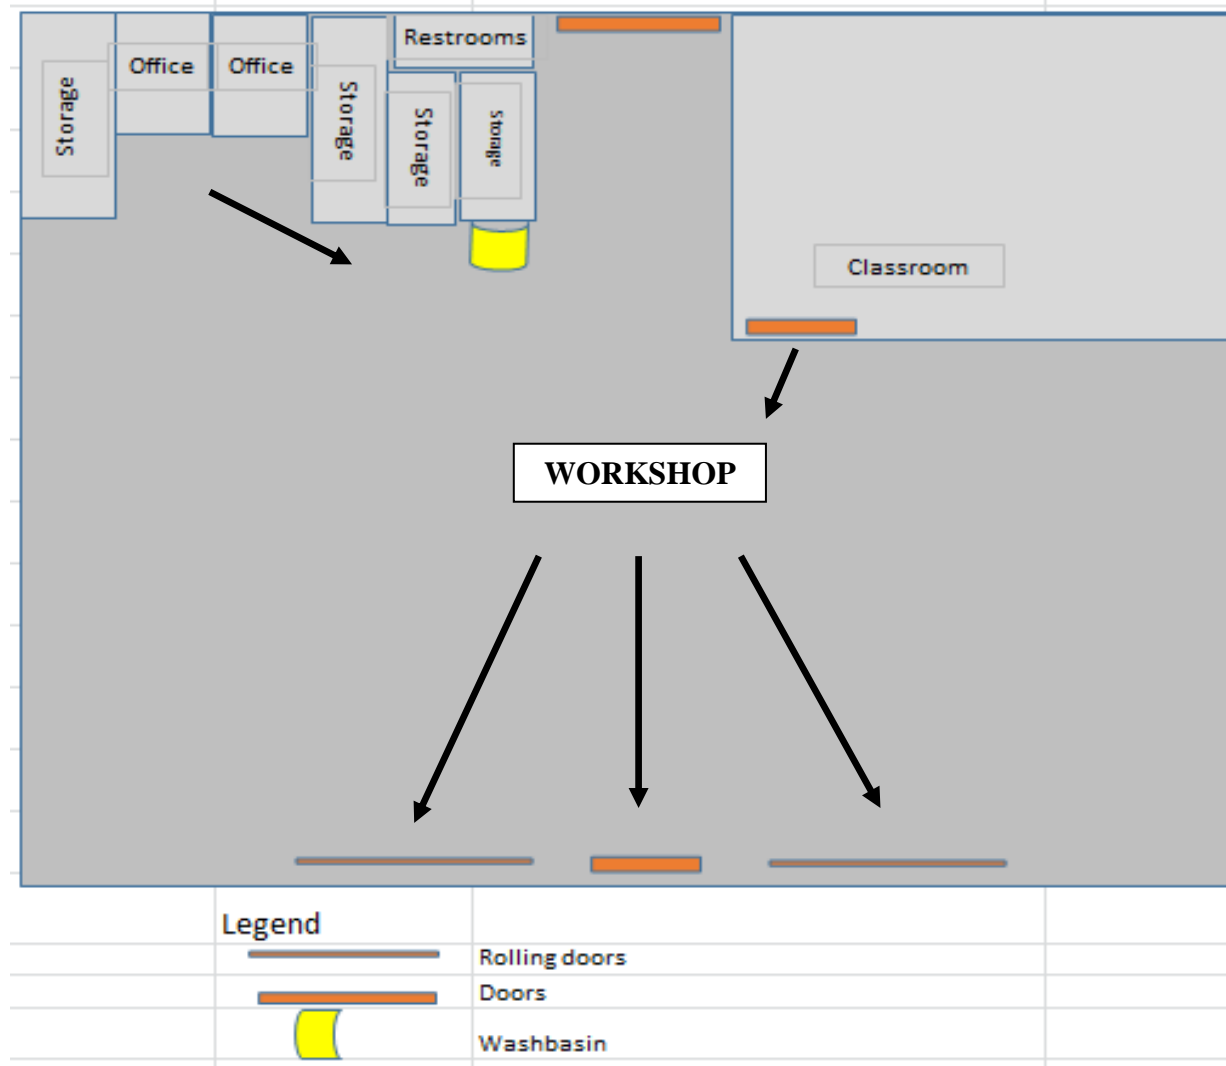 Restrooms
Office
Office
Storage
Storage
Storage
Storage
Classroom
WORKSHOP
Legend
Rolling doors
Doors
Washbasin